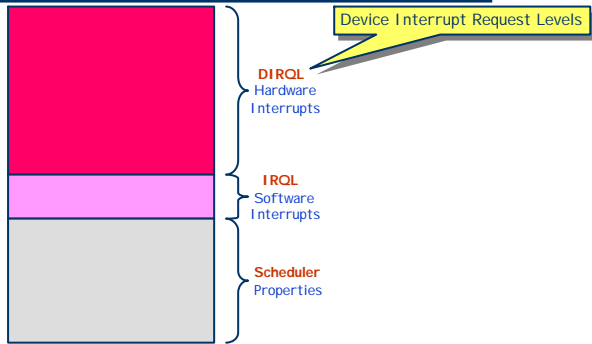 Device Interrupt Request Levels
DIRQL
Hardware
Interrupts
IRQL
Software
Interrupts
Scheduler
Properties